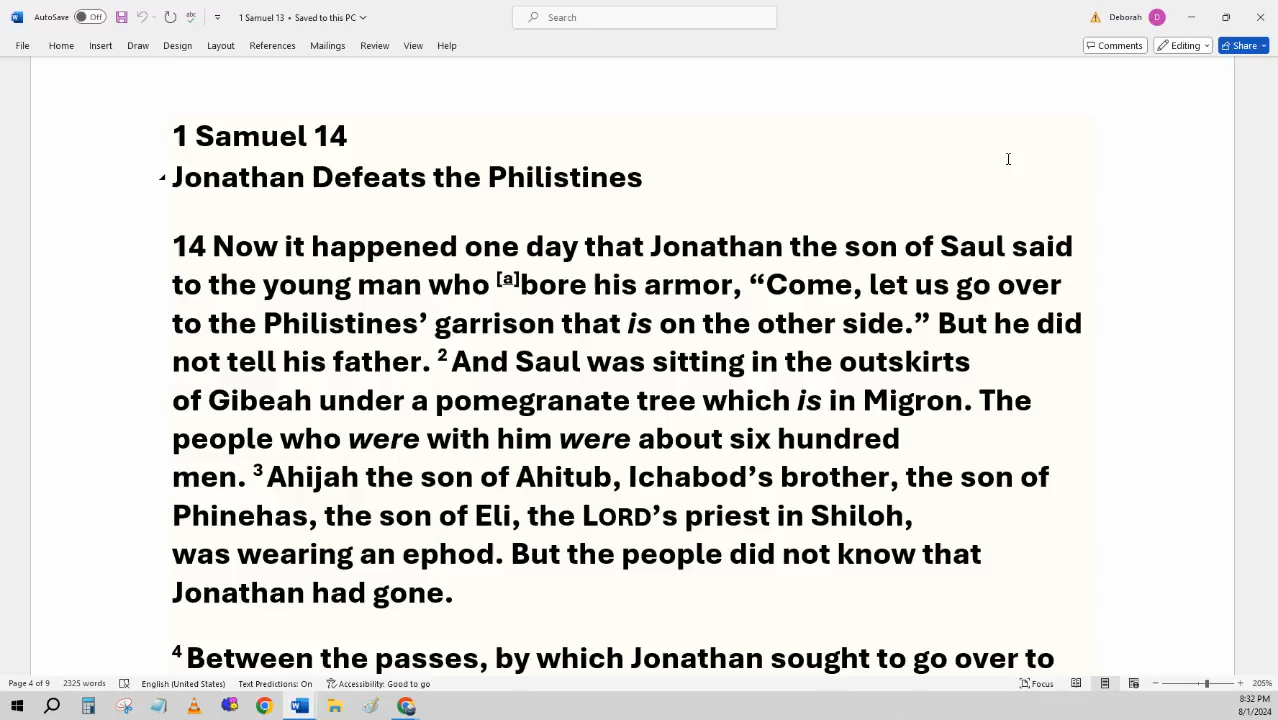 AutoSave Off 1 Samuel 13 • Saved to this PC Search Deborah D
File Home Insert Draw Design Layout References Mailings Review View Help Comments Editing Share
1 Samuel 14
Jonathan Defeats the Philistines
14 Now it happened one day that Jonathan the son of Saul said
to the young man who [a]bore his armor, “Come, let us go over
to the Philistines’ garrison that is on the other side.” But he did
not tell his father. 2 And Saul was sitting in the outskirts
of Gibeah under a pomegranate tree which is in Migron. The
people who were with him were about six hundred
men. 3 Ahijah the son of Ahitub, Ichabod’s brother, the son of
Phinehas, the son of Eli, the LORD’s priest in Shiloh,
was wearing an ephod. But the people did not know that
Jonathan had gone.
4 Between the passes, by which Jonathan sought to go over to
Page 4 of 9 2325 words English (United States) Text Predictions: On Accessibility: Good to go Focus 205%
8:32 PM
8/1/2024